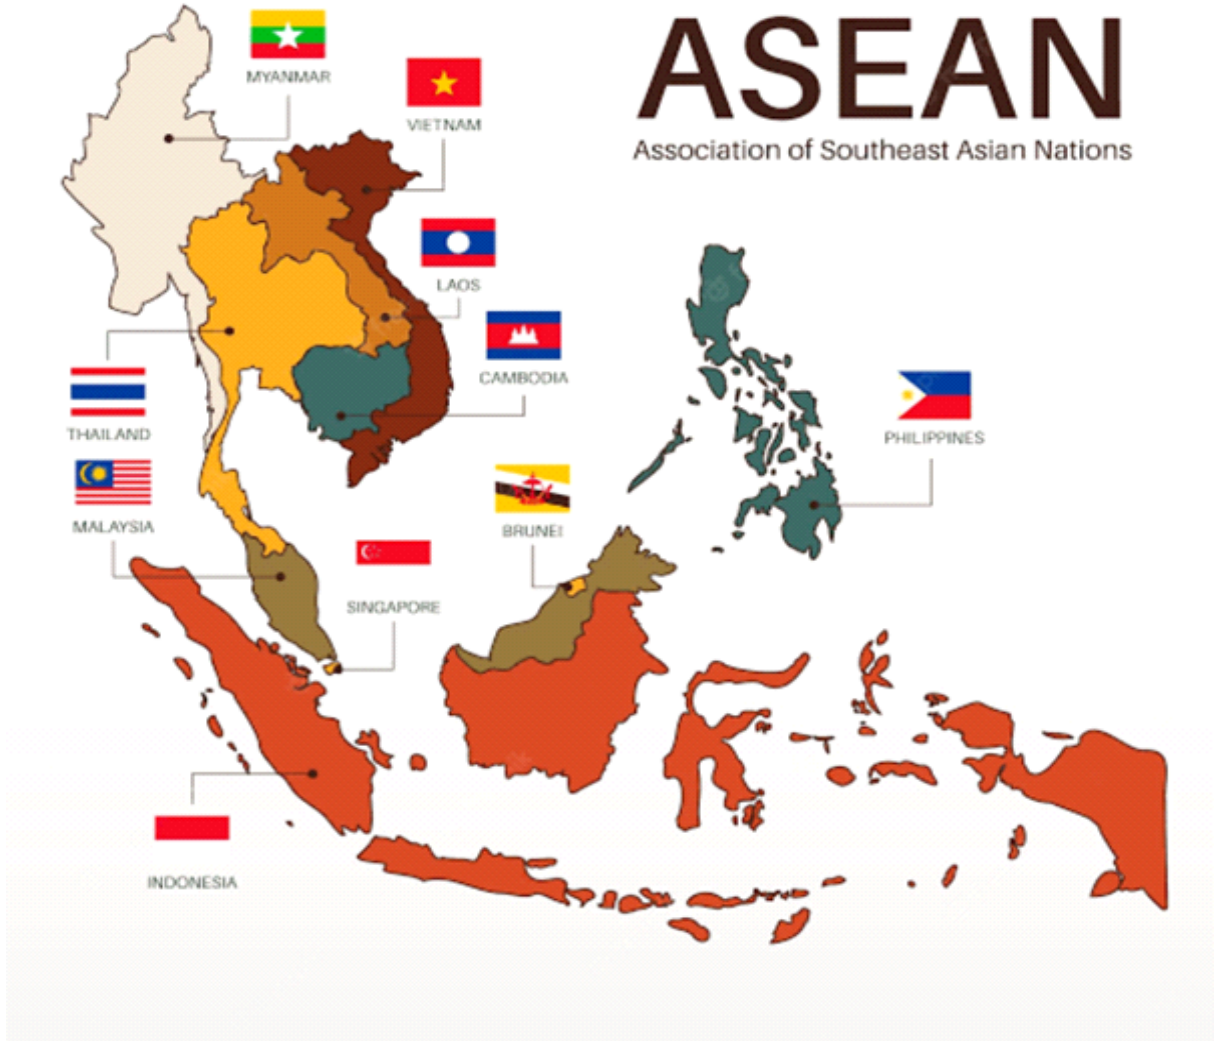 ASEAN
Association of Southeast Asian Nations
MYANMAR
VIETNAM
LAOS
CAMBODIA
THAILAND
PHILIPPINES
MALAYSIA
BRUNEI
SINGAPORE
INDONESIA